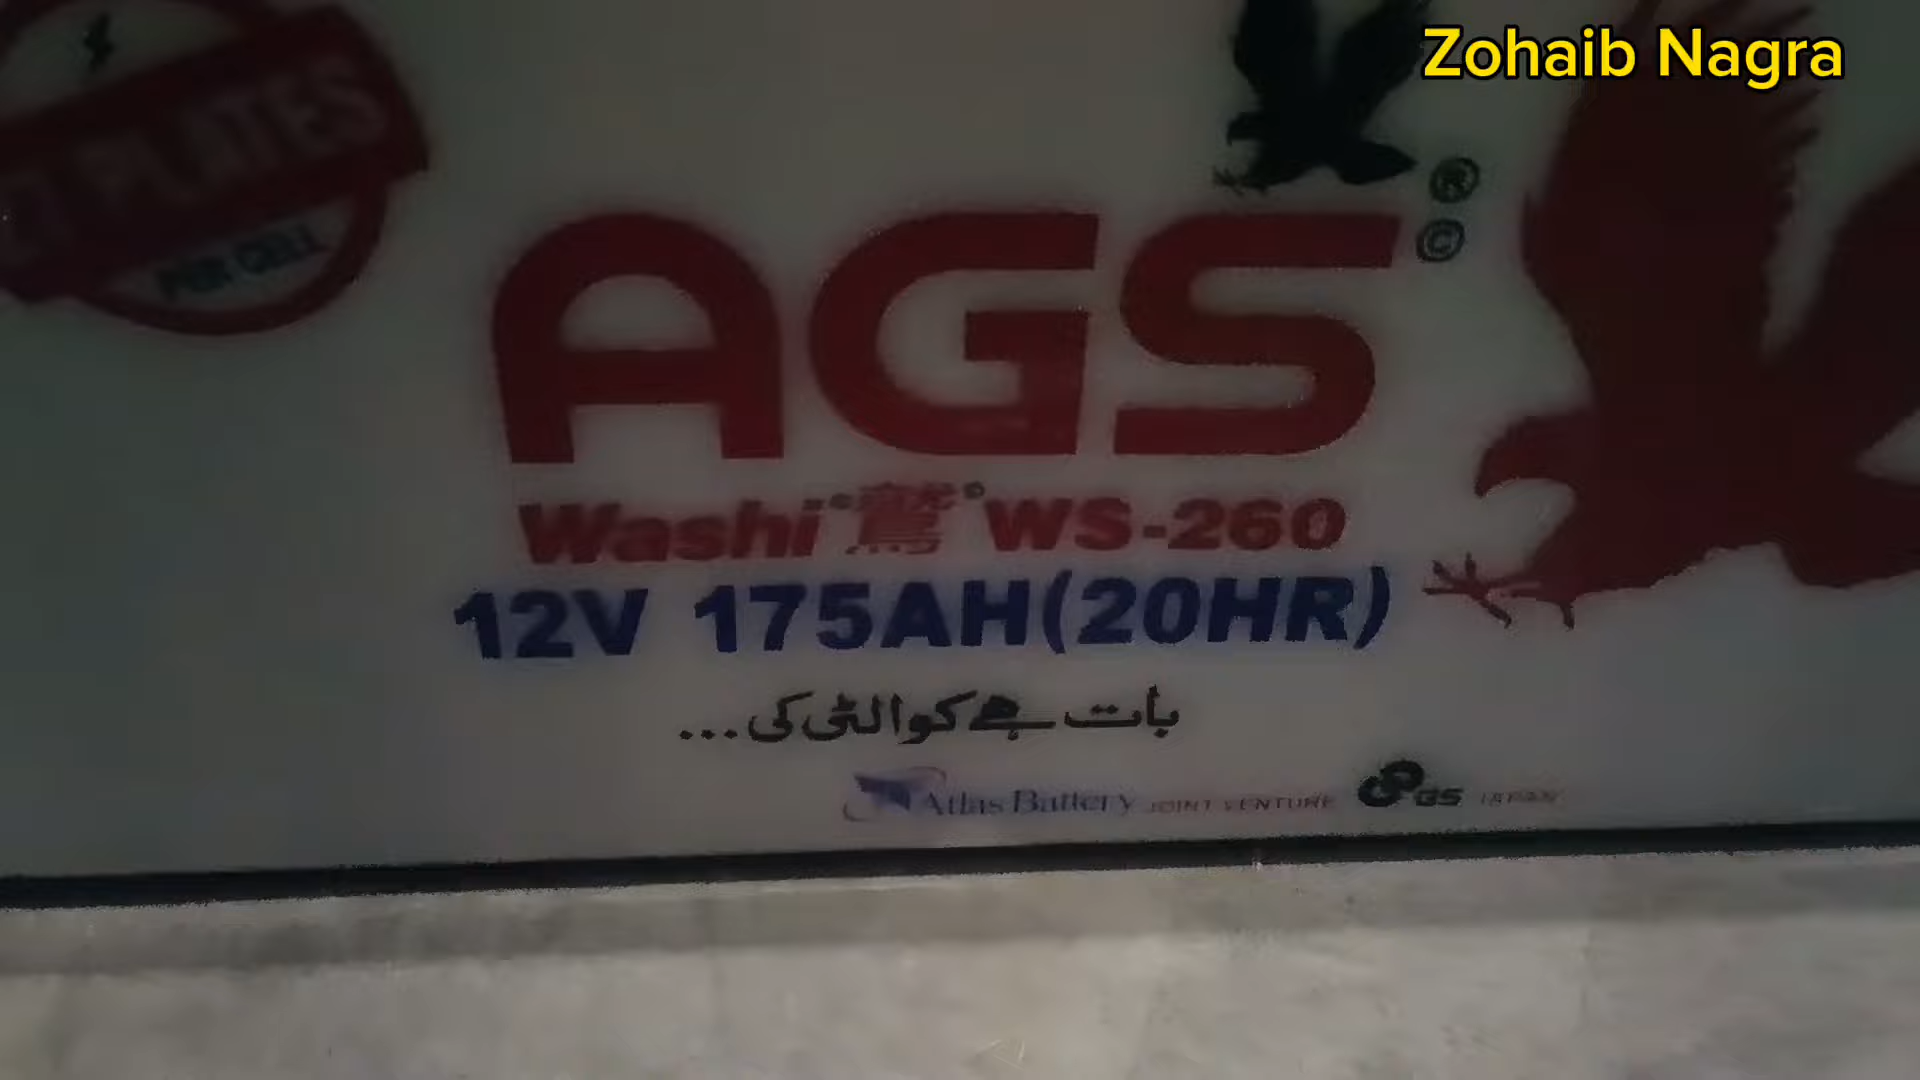 Zohaib Nagra
PLATES
PER CELL
AGS
® ©
Washi 鷲 WS-260
12V 175AH(20HR)
بات ہے کوالٹی کی...
Atlas Battery JOINT VENTURE GS JAPAN